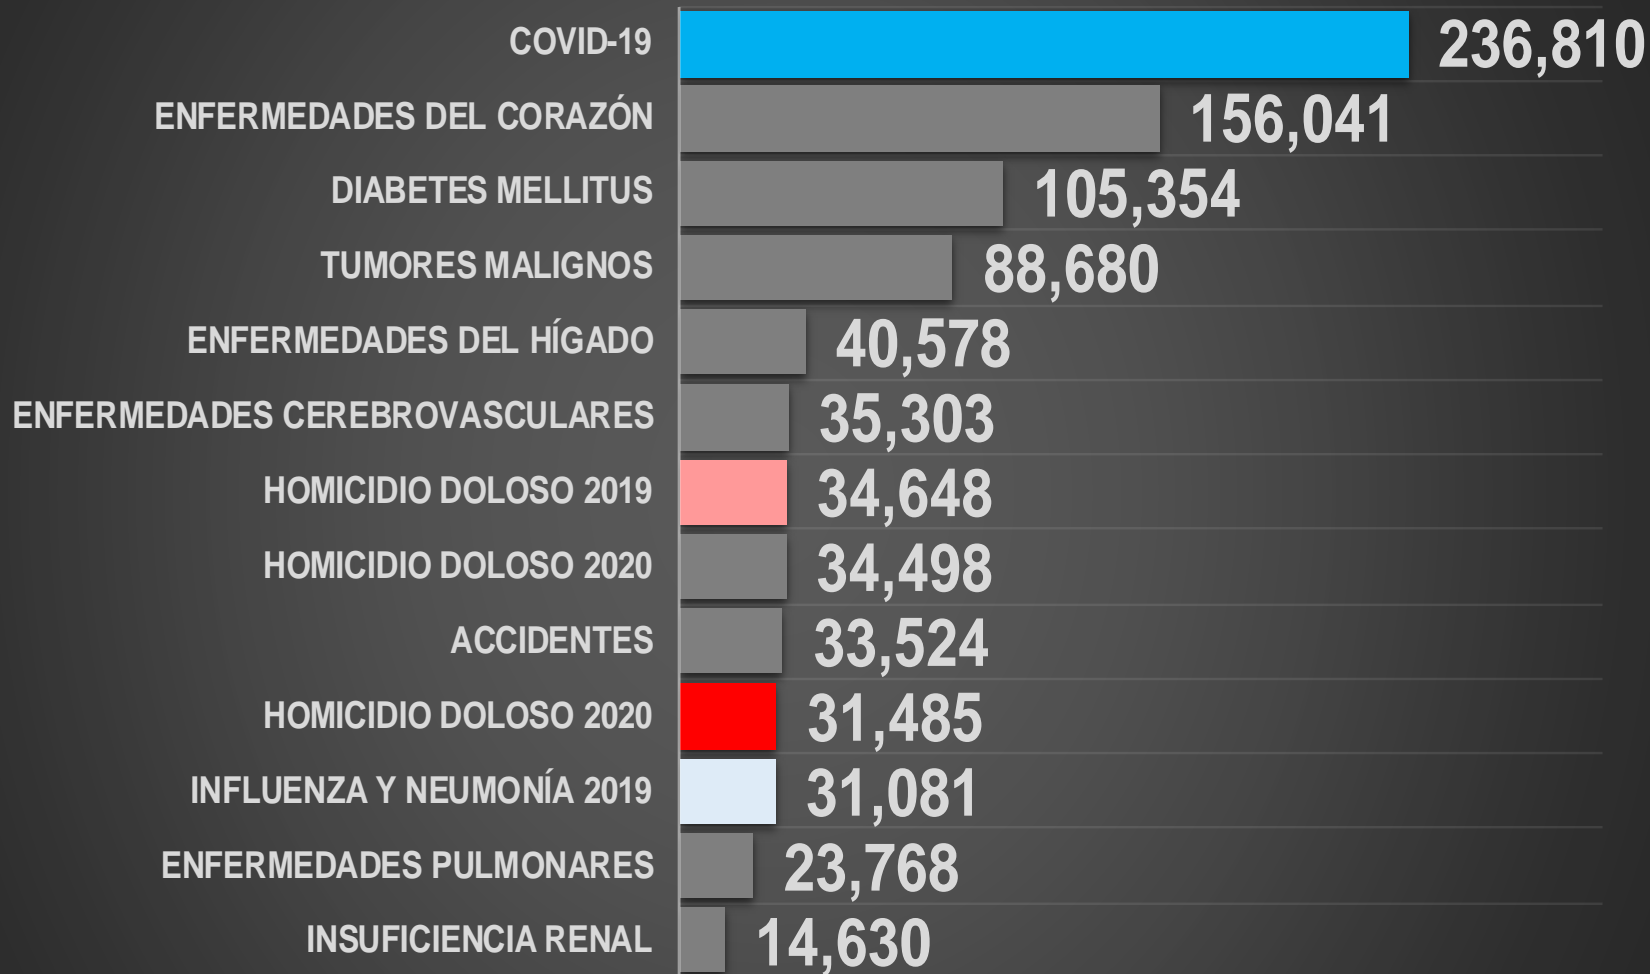 COVID-19 236,810
ENFERMEDADES DEL CORAZÓN 156,041
DIABETES MELLITUS 105,354
TUMORES MALIGNOS 88,680
ENFERMEDADES DEL HÍGADO 40,578
ENFERMEDADES CEREBROVASCULARES 35,303
HOMICIDIO DOLOSO 2019 34,648
HOMICIDIO DOLOSO 2020 34,498
ACCIDENTES 33,524
HOMICIDIO DOLOSO 2020 31,485
INFLUENZA Y NEUMONÍA 2019 31,081
ENFERMEDADES PULMONARES 23,768
INSUFICIENCIA RENAL 14,630